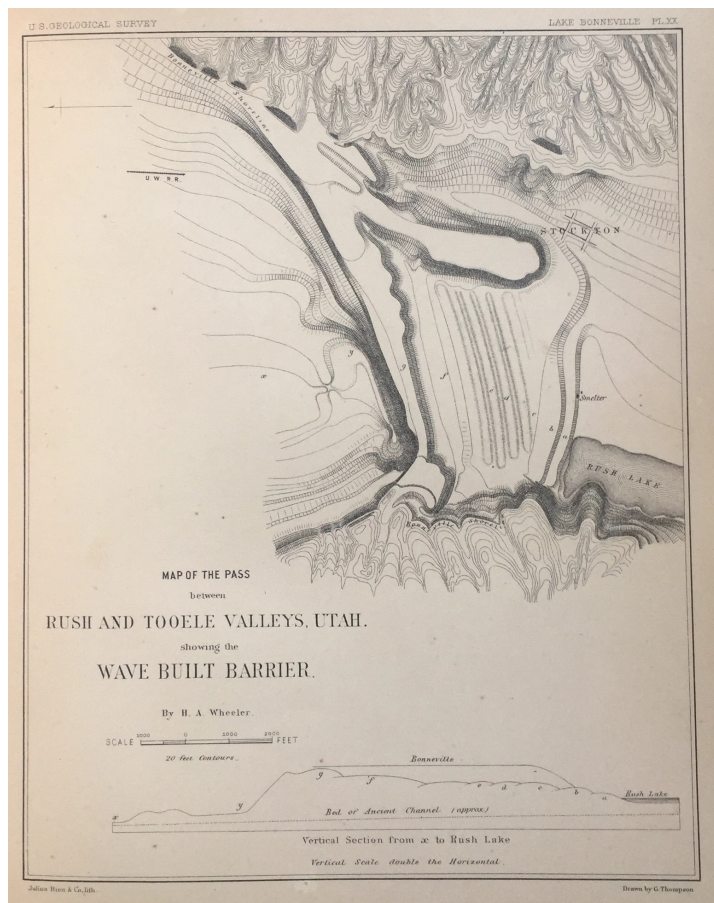 U.S. GEOLOGICAL SURVEY
LAKE BONNEVILLE PL.XX
Bonneville Shoreline
U W R R.
STOCKTON
y
g
f
e
d
c
x
Smelter
b
a
RUSH LAKE
Bonneville Shore
MAP OF THE PASS
between
RUSH AND TOOELE VALLEYS, UTAH.
showing the
WAVE BUILT BARRIER.
By H. A. Wheeler.
SCALE 1000 0 1000 2000 FEET
20 feet Contours.
Bonneville
x y g f e d c b a Rush Lake
Bed of Ancient Channel (approx)
Vertical Section from x to Rush Lake
Vertical Scale double the Horizontal.
Julius Bien & Co, lith.
Drawn by G. Thompson